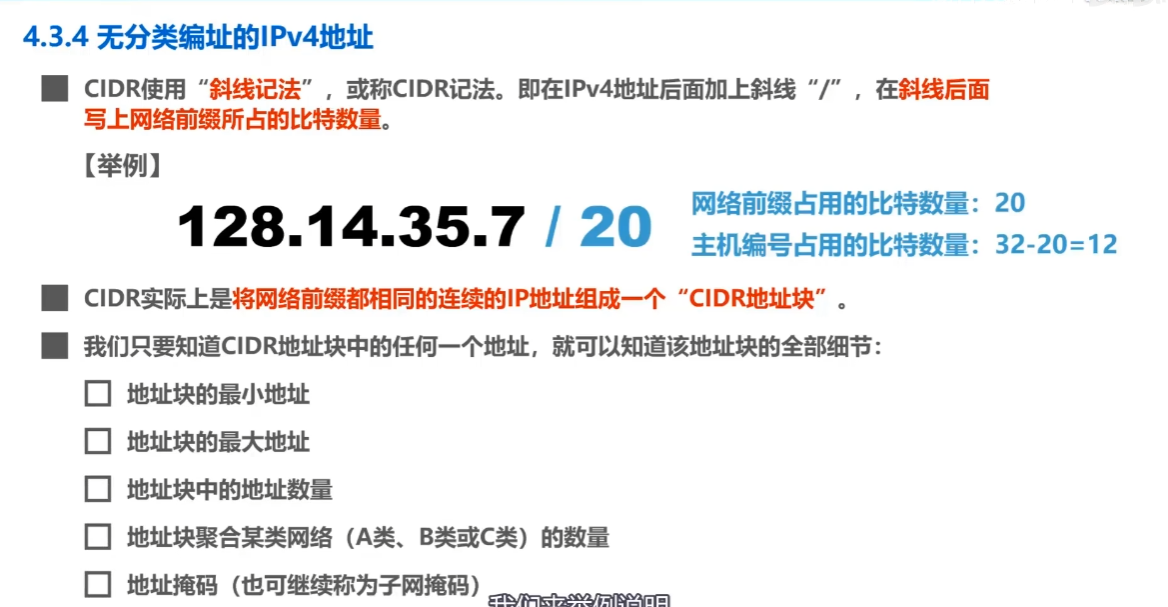 4.3.4 无分类编址的IPv4地址
CIDR使用“斜线记法”，或称CIDR记法。即在IPv4地址后面加上斜线“/”，在斜线后面
写上网络前缀所占的比特数量。
【举例】
128.14.35.7 / 20
网络前缀占用的比特数量：20
主机编号占用的比特数量：32-20=12
CIDR实际上是将网络前缀都相同的连续的IP地址组成一个“CIDR地址块”。
我们只要知道CIDR地址块中的任何一个地址，就可以知道该地址块的全部细节：
地址块的最小地址
地址块的最大地址
地址块中的地址数量
地址块聚合某类网络（A类、B类或C类）的数量
地址掩码（也可继续称为子网掩码）
我们来举例说明